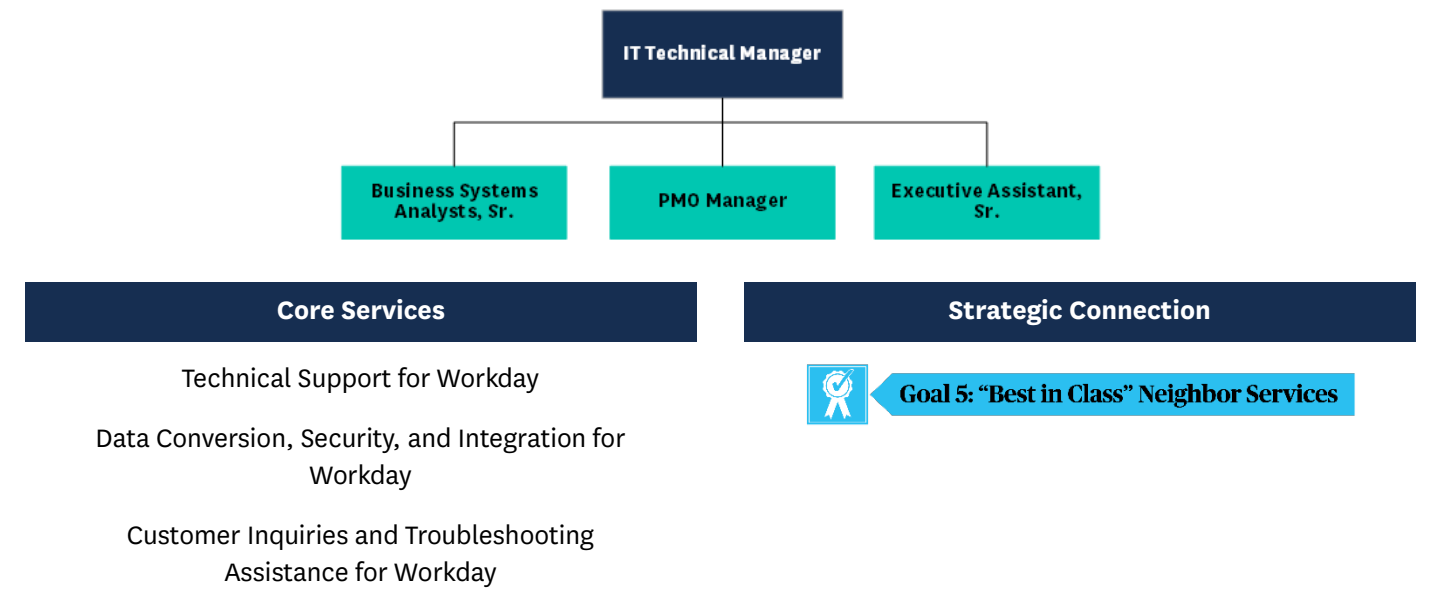 IT Technical Manager
Business Systems
Analysts, Sr.
PMO Manager
Executive Assistant,
Sr.
Core Services
Technical Support for Workday
Data Conversion, Security, and Integration for
Workday
Customer Inquiries and Troubleshooting
Assistance for Workday
Strategic Connection
Goal 5: “Best in Class” Neighbor Services